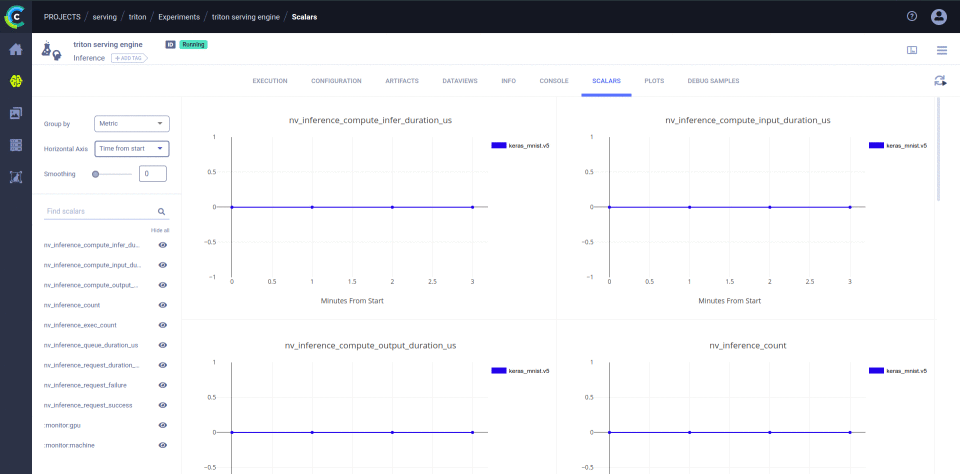 PROJECTS / serving / triton / Experiments / triton serving engine / Scalars
triton serving engine ID Running
Inference + ADD TAG
EXECUTION CONFIGURATION ARTIFACTS DATAVIEWS INFO CONSOLE SCALARS PLOTS DEBUG SAMPLES
Group by Metric
Horizontal Axis Time from start
Smoothing 0
Find scalars
Hide all
nv_inference_compute_infer_du...
nv_inference_compute_input_du...
nv_inference_compute_output_...
nv_inference_count
nv_inference_exec_count
nv_inference_queue_duration_us
nv_inference_request_duration_...
nv_inference_request_failure
nv_inference_request_success
:monitor:gpu
:monitor:machine
nv_inference_compute_infer_duration_us
keras_mnist.v5
1
0.5
0
−0.5
−1
0 0.5 1 1.5 2 2.5 3
Minutes From Start
nv_inference_compute_input_duration_us
keras_mnist.v5
1
0.5
0
−0.5
−1
0 0.5 1 1.5 2 2.5 3
Minutes From Start
nv_inference_compute_output_duration_us
keras_mnist.v5
1
0.5
0
−0.5
nv_inference_count
keras_mnist.v5
1
0.5
0
−0.5